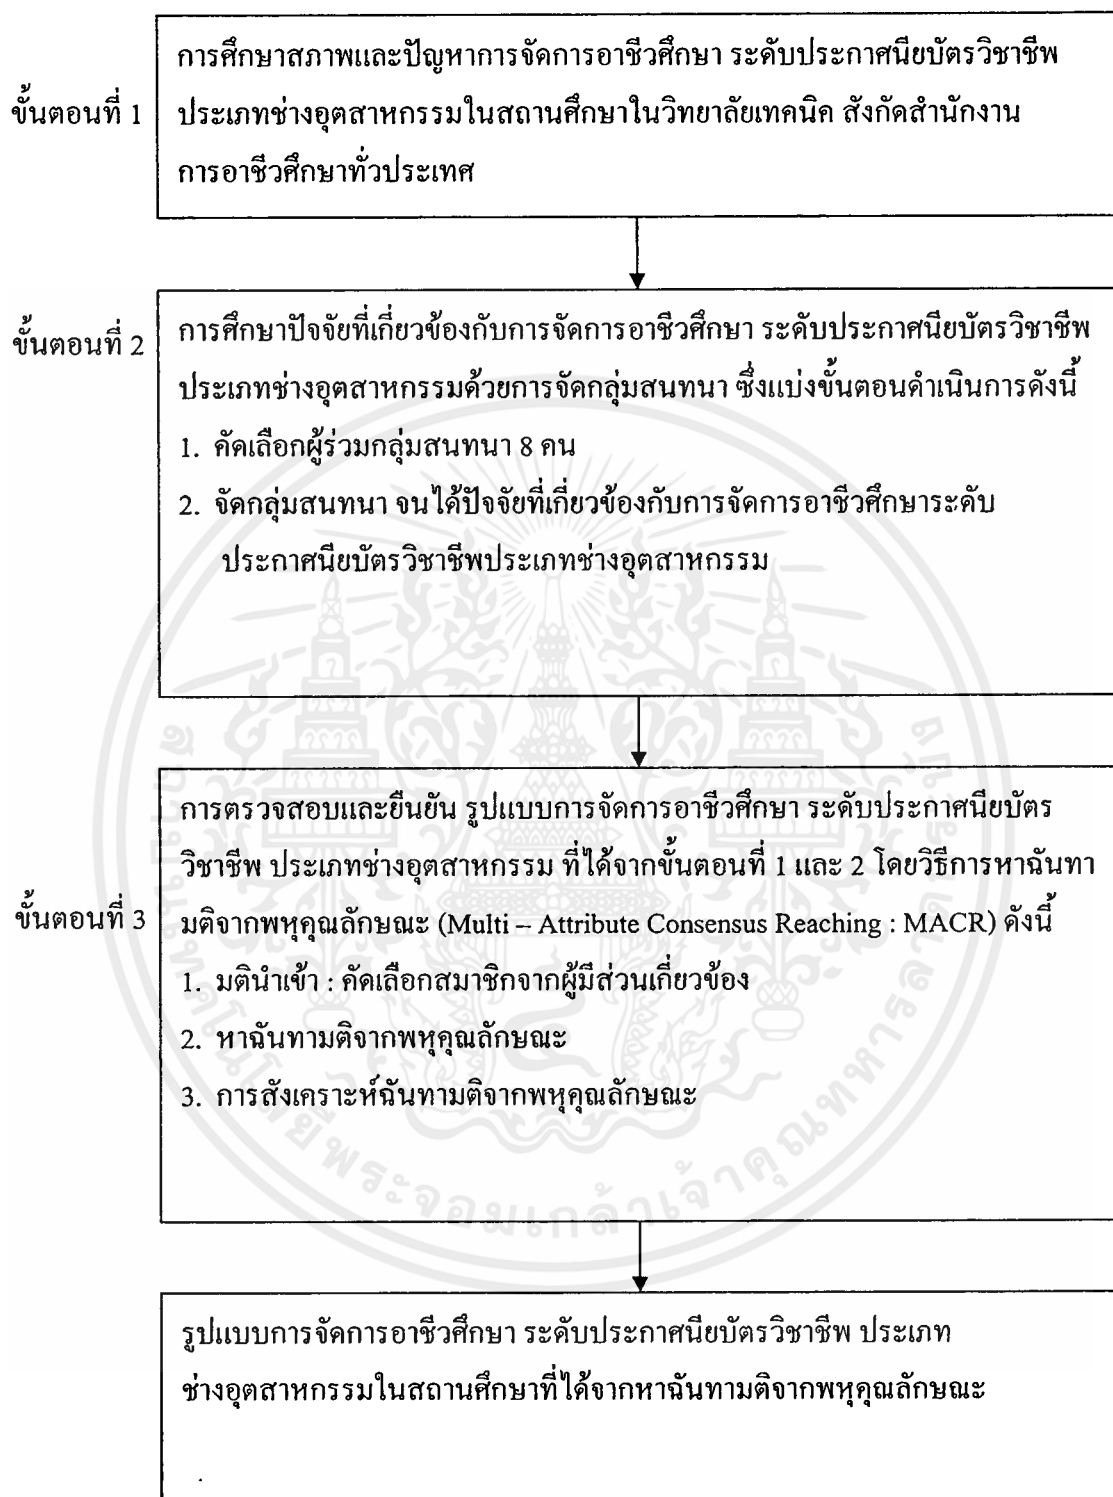 การศึกษาสภาพและปัญหาการจัดการอาชีวศึกษา ระดับประกาศนียบัตรวิชาชีพ
ขั้นตอนที่ 1
ประเภทช่างอุตสาหกรรมในสถานศึกษาในวิทยาลัยเทคนิค สังกัดสำนักงาน
การอาชีวศึกษาทั่วประเทศ
ขั้นตอนที่ 2
การศึกษาปัจจัยที่เกี่ยวข้องกับการจัดการอาชีวศึกษา ระดับประกาศนียบัตรวิชาชีพ
ประเภทช่างอุตสาหกรรมด้วยการจัดกลุ่มสนทนา ซึ่งแบ่งขั้นตอนดำเนินการดังนี้
1. คัดเลือกผู้ร่วมกลุ่มสนทนา 8 คน
2. จัดกลุ่มสนทนา จนได้ปัจจัยที่เกี่ยวข้องกับการจัดการอาชีวศึกษาระดับ
ประกาศนียบัตรวิชาชีพประเภทช่างอุตสาหกรรม
การตรวจสอบและยืนยัน รูปแบบการจัดการอาชีวศึกษา ระดับประกาศนียบัตร
วิชาชีพ ประเภทช่างอุตสาหกรรม ที่ได้จากขั้นตอนที่ 1 และ 2 โดยวิธีการหาฉันทา
ขั้นตอนที่ 3
มติจากพหุคุณลักษณะ (Multi – Attribute Consensus Reaching : MACR) ดังนี้
1. มตินำเข้า : คัดเลือกสมาชิกจากผู้มีส่วนเกี่ยวข้อง
2. หาฉันทามติจากพหุคุณลักษณะ
3. การสังเคราะห์ฉันทามติจากพหุคุณลักษณะ
รูปแบบการจัดการอาชีวศึกษา ระดับประกาศนียบัตรวิชาชีพ ประเภท
ช่างอุตสาหกรรมในสถานศึกษาที่ได้จากหาฉันทามติจากพหุคุณลักษณะ